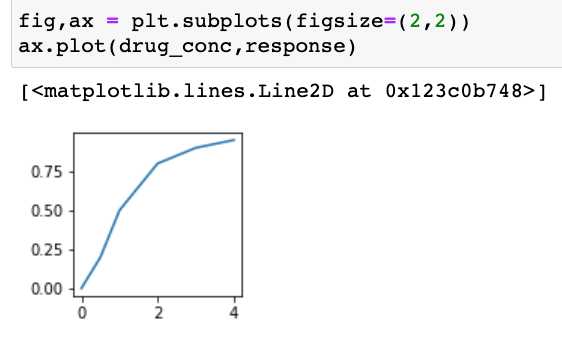 fig,ax = plt.subplots(figsize=(2,2))
ax.plot(drug_conc,response)
[<matplotlib.lines.Line2D at 0x123c0b748>]
0.75
0.50
0.25
0.00
0 2 4